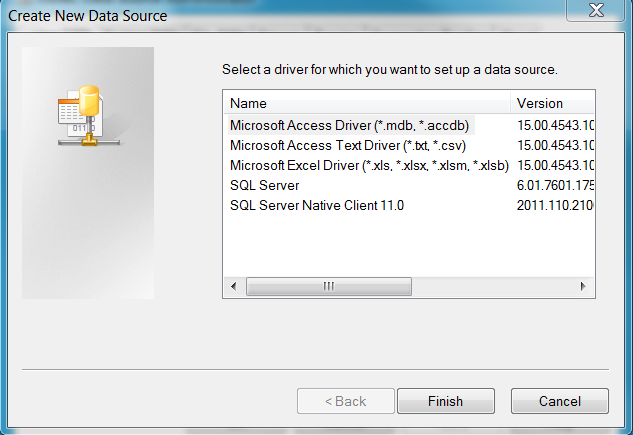 Create New Data Source
Select a driver for which you want to set up a data source.
Name Version
Microsoft Access Driver (*.mdb, *.accdb) 15.00.4543.10
Microsoft Access Text Driver (*.txt, *.csv) 15.00.4543.10
Microsoft Excel Driver (*.xls, *.xlsx, *.xlsm, *.xlsb) 15.00.4543.10
SQL Server 6.01.7601.175
SQL Server Native Client 11.0 2011.110.210
< Back Finish Cancel